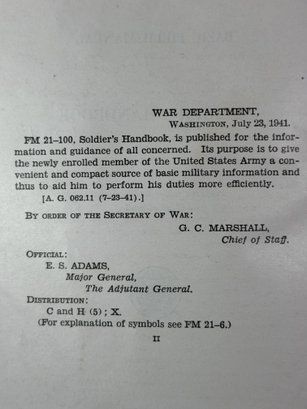 WAR DEPARTMENT,
WASHINGTON, July 23, 1941.
FM 21-100, Soldier's Handbook, is published for the infor-
mation and guidance of all concerned. Its purpose is to give
the newly enrolled member of the United States Army a con-
venient and compact source of basic military information and
thus to aid him to perform his duties more efficiently.
[A. G. 062.11 (7-23-41).]
BY ORDER OF THE SECRETARY OF WAR:
G. C. MARSHALL,
Chief of Staff.
OFFICIAL:
E. S. ADAMS,
Major General,
The Adjutant General.
DISTRIBUTION:
C and H (5); X.
(For explanation of symbols see FM 21-6.)
II